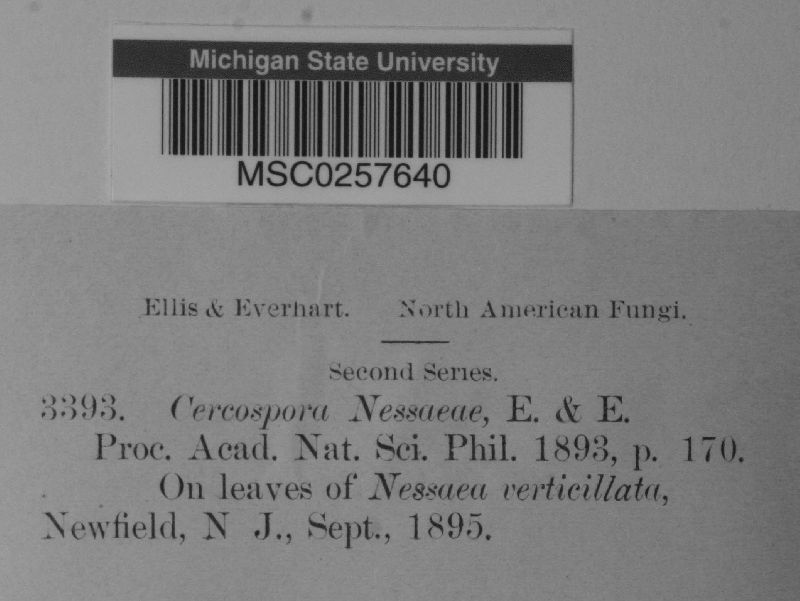 Michigan State University
MSC0257640
Ellis & Everhart. North American Fungi.
Second Series.
3393. Cercospora Nessaeae, E. & E.
Proc. Acad. Nat. Sci. Phil. 1893, p. 170.
On leaves of Nessaea verticillata,
Newfield, N J., Sept., 1895.